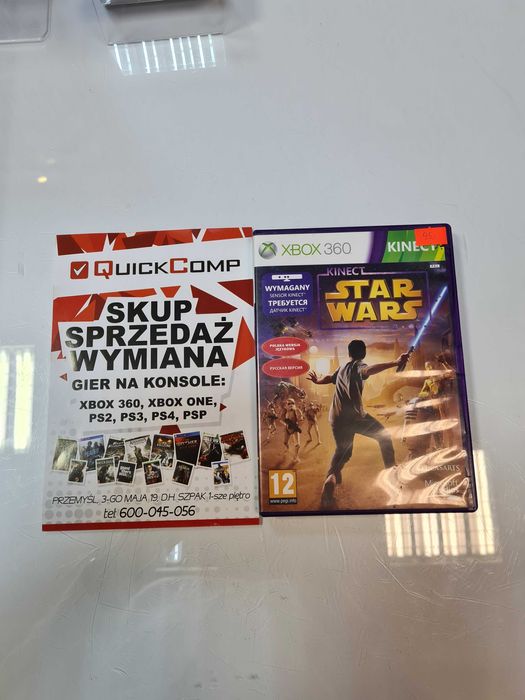 QUICKCOMP
SKUP
SPRZEDAŻ
WYMIANA
GIER NA KONSOLE:
XBOX 360, XBOX ONE,
PS2, PS3, PS4, PSP
PRZEMYŚL, 3-GO MAJA 19, D.H. SZPAK 1-sze piętro
tel: 600-045-056
XBOX 360
KINECT
WYMAGANY
SENSOR KINECT
ТРЕБУЕТСЯ
ДАТЧИК KINECT
KINECT
STAR
WARS
POLSKA WERSJA
JĘZYKOWA
РУССКАЯ ВЕРСИЯ
12
www.pegi.info